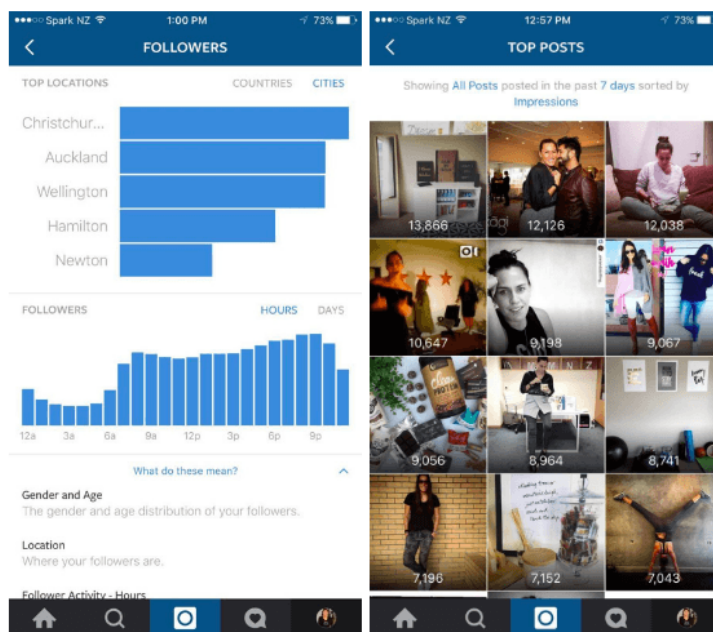 Spark NZ 1:00 PM 73%
FOLLOWERS
TOP LOCATIONS COUNTRIES CITIES
Christchur...
Auckland
Wellington
Hamilton
Newton
FOLLOWERS HOURS DAYS
12a 3a 6a 9a 12p 3p 6p 9p
What do these mean?
Gender and Age
The gender and age distribution of your followers.
Location
Where your followers are.
Follower Activity - Hours
Spark NZ 12:57 PM 73%
TOP POSTS
Showing All Posts posted in the past 7 days sorted by
Impressions
13,866 12,126 12,038
10,647 9,198 9,067
9,056 8,964 8,741
7,196 7,152 7,043